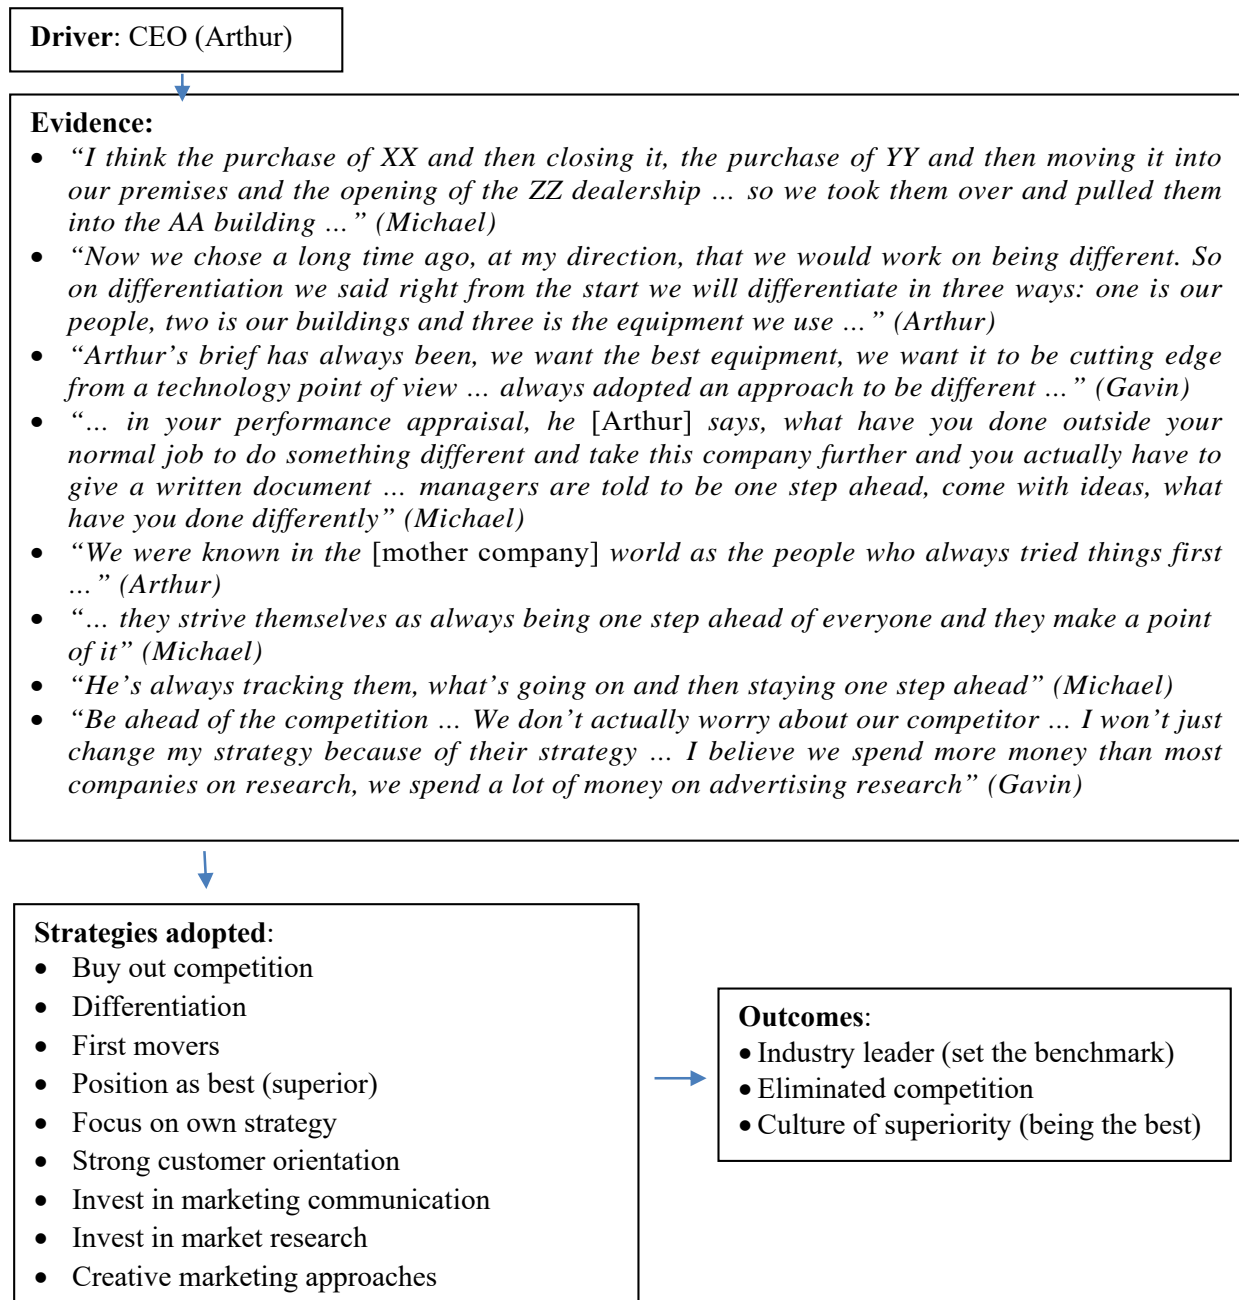 Driver: CEO (Arthur)
Evidence:
• “I think the purchase of XX and then closing it, the purchase of YY and then moving it into
our premises and the opening of the ZZ dealership … so we took them over and pulled them
into the AA building …” (Michael)
• “Now we chose a long time ago, at my direction, that we would work on being different. So
on differentiation we said right from the start we will differentiate in three ways: one is our
people, two is our buildings and three is the equipment we use …” (Arthur)
• “Arthur’s brief has always been, we want the best equipment, we want it to be cutting edge
from a technology point of view … always adopted an approach to be different …” (Gavin)
• “… in your performance appraisal, he [Arthur] says, what have you done outside your
normal job to do something different and take this company further and you actually have to
give a written document … managers are told to be one step ahead, come with ideas, what
have you done differently” (Michael)
• “We were known in the [mother company] world as the people who always tried things first
…” (Arthur)
• “… they strive themselves as always being one step ahead of everyone and they make a point
of it” (Michael)
• “He’s always tracking them, what’s going on and then staying one step ahead” (Michael)
• “Be ahead of the competition … We don’t actually worry about our competitor … I won’t just
change my strategy because of their strategy … I believe we spend more money than most
companies on research, we spend a lot of money on advertising research” (Gavin)
Strategies adopted:
• Buy out competition
• Differentiation
• First movers
• Position as best (superior)
• Focus on own strategy
• Strong customer orientation
• Invest in marketing communication
• Invest in market research
• Creative marketing approaches
Outcomes:
• Industry leader (set the benchmark)
• Eliminated competition
• Culture of superiority (being the best)